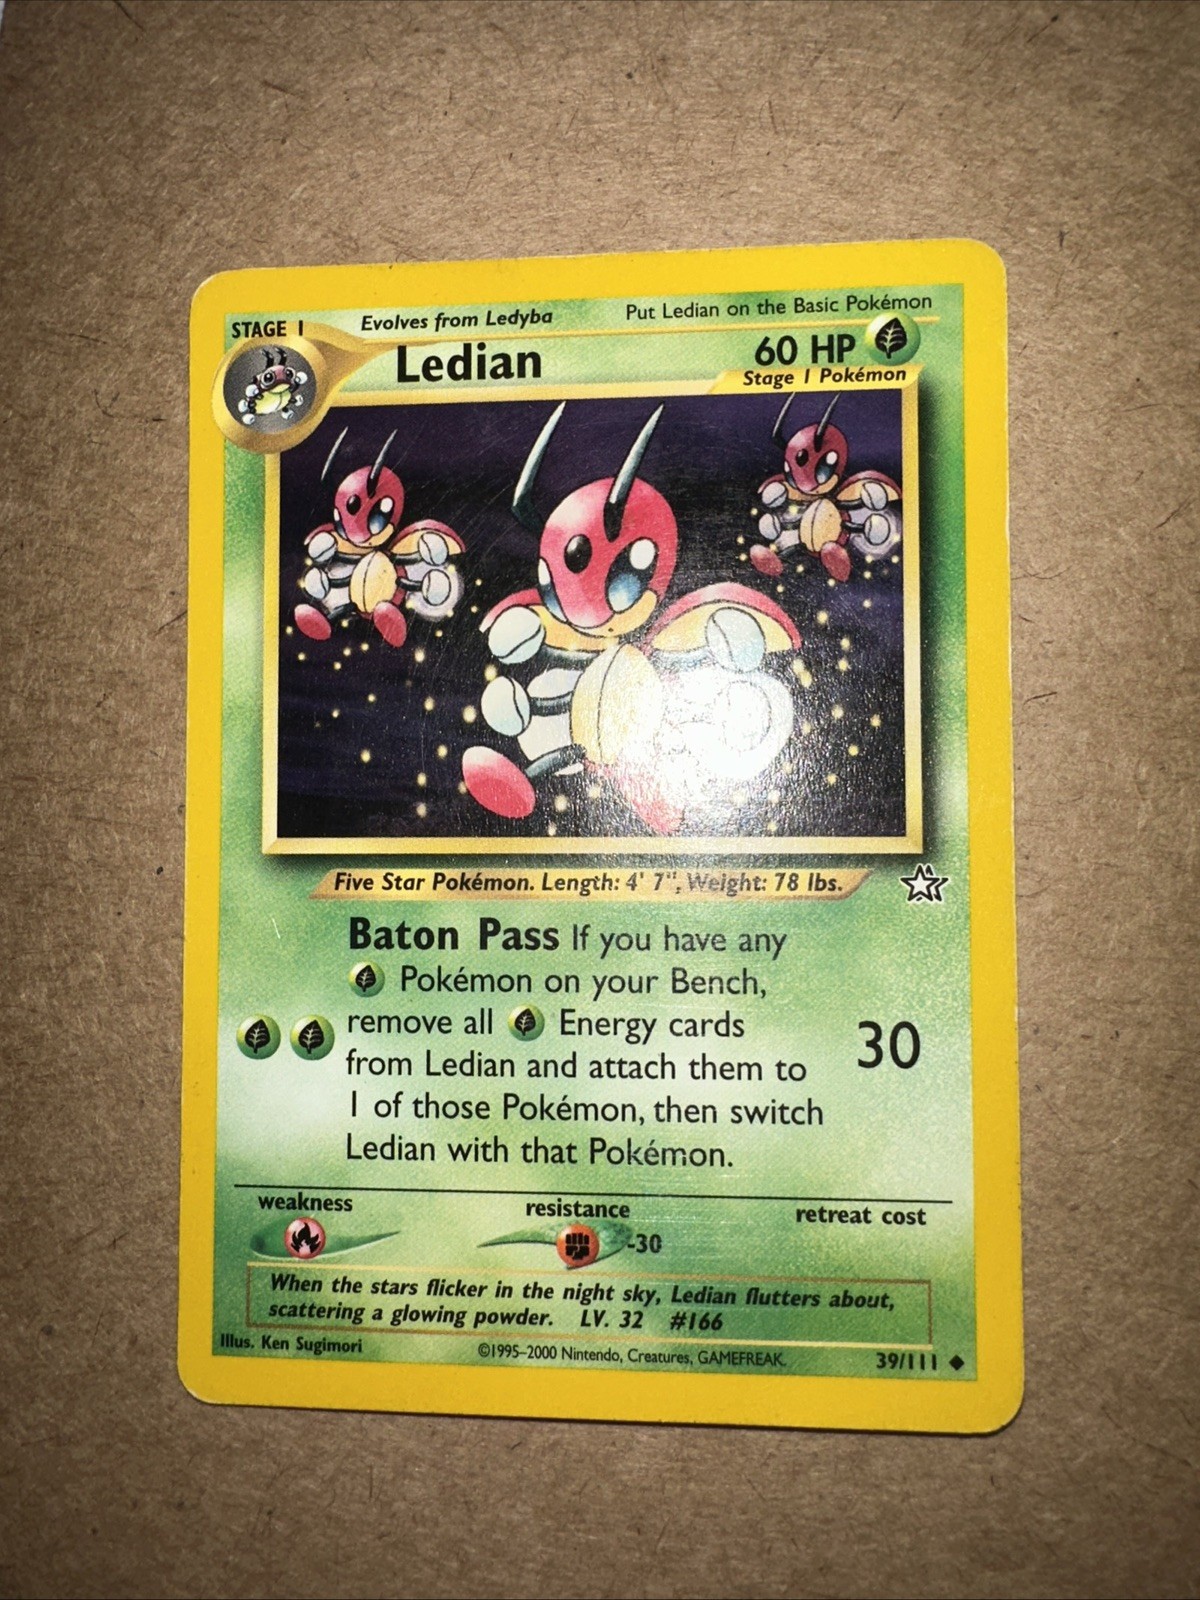 STAGE 1
Evolves from Ledyba
Put Ledian on the Basic Pokémon
Ledian
60 HP
Stage 1 Pokémon
Five Star Pokémon. Length: 4' 7", Weight: 78 lbs.
Baton Pass If you have any
Pokémon on your Bench,
remove all Energy cards
from Ledian and attach them to
1 of those Pokémon, then switch
Ledian with that Pokémon.
30
weakness
resistance
retreat cost
-30
When the stars flicker in the night sky, Ledian flutters about,
scattering a glowing powder. LV. 32 #166
Illus. Ken Sugimori
©1995–2000 Nintendo, Creatures, GAMEFREAK.
39/111